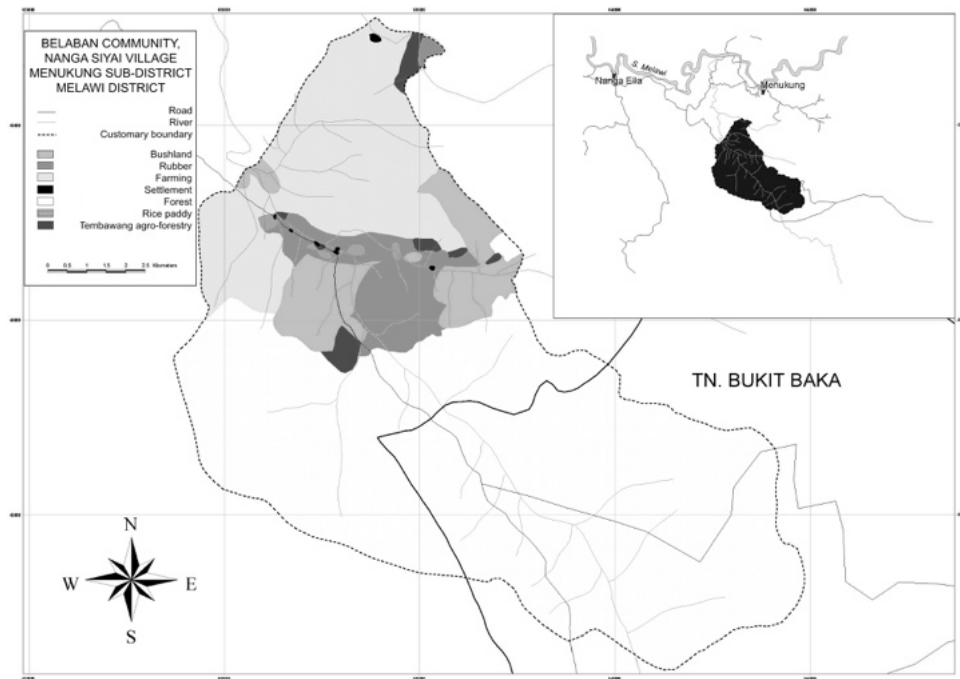 BELABAN COMMUNITY,
NANGA SIYAI VILLAGE
MENUKUNG SUB-DISTRICT
MELAWI DISTRICT
Road
River
Customary boundary
Bushland
Rubber
Farming
Settlement
Forest
Rice paddy
Tembawang agro-forestry
0 0.5 1 1.5 2 2.5 Kilometers
S. Melawi
Nanga Ella
Menukung
TN. BUKIT BAKA
N
W E
S